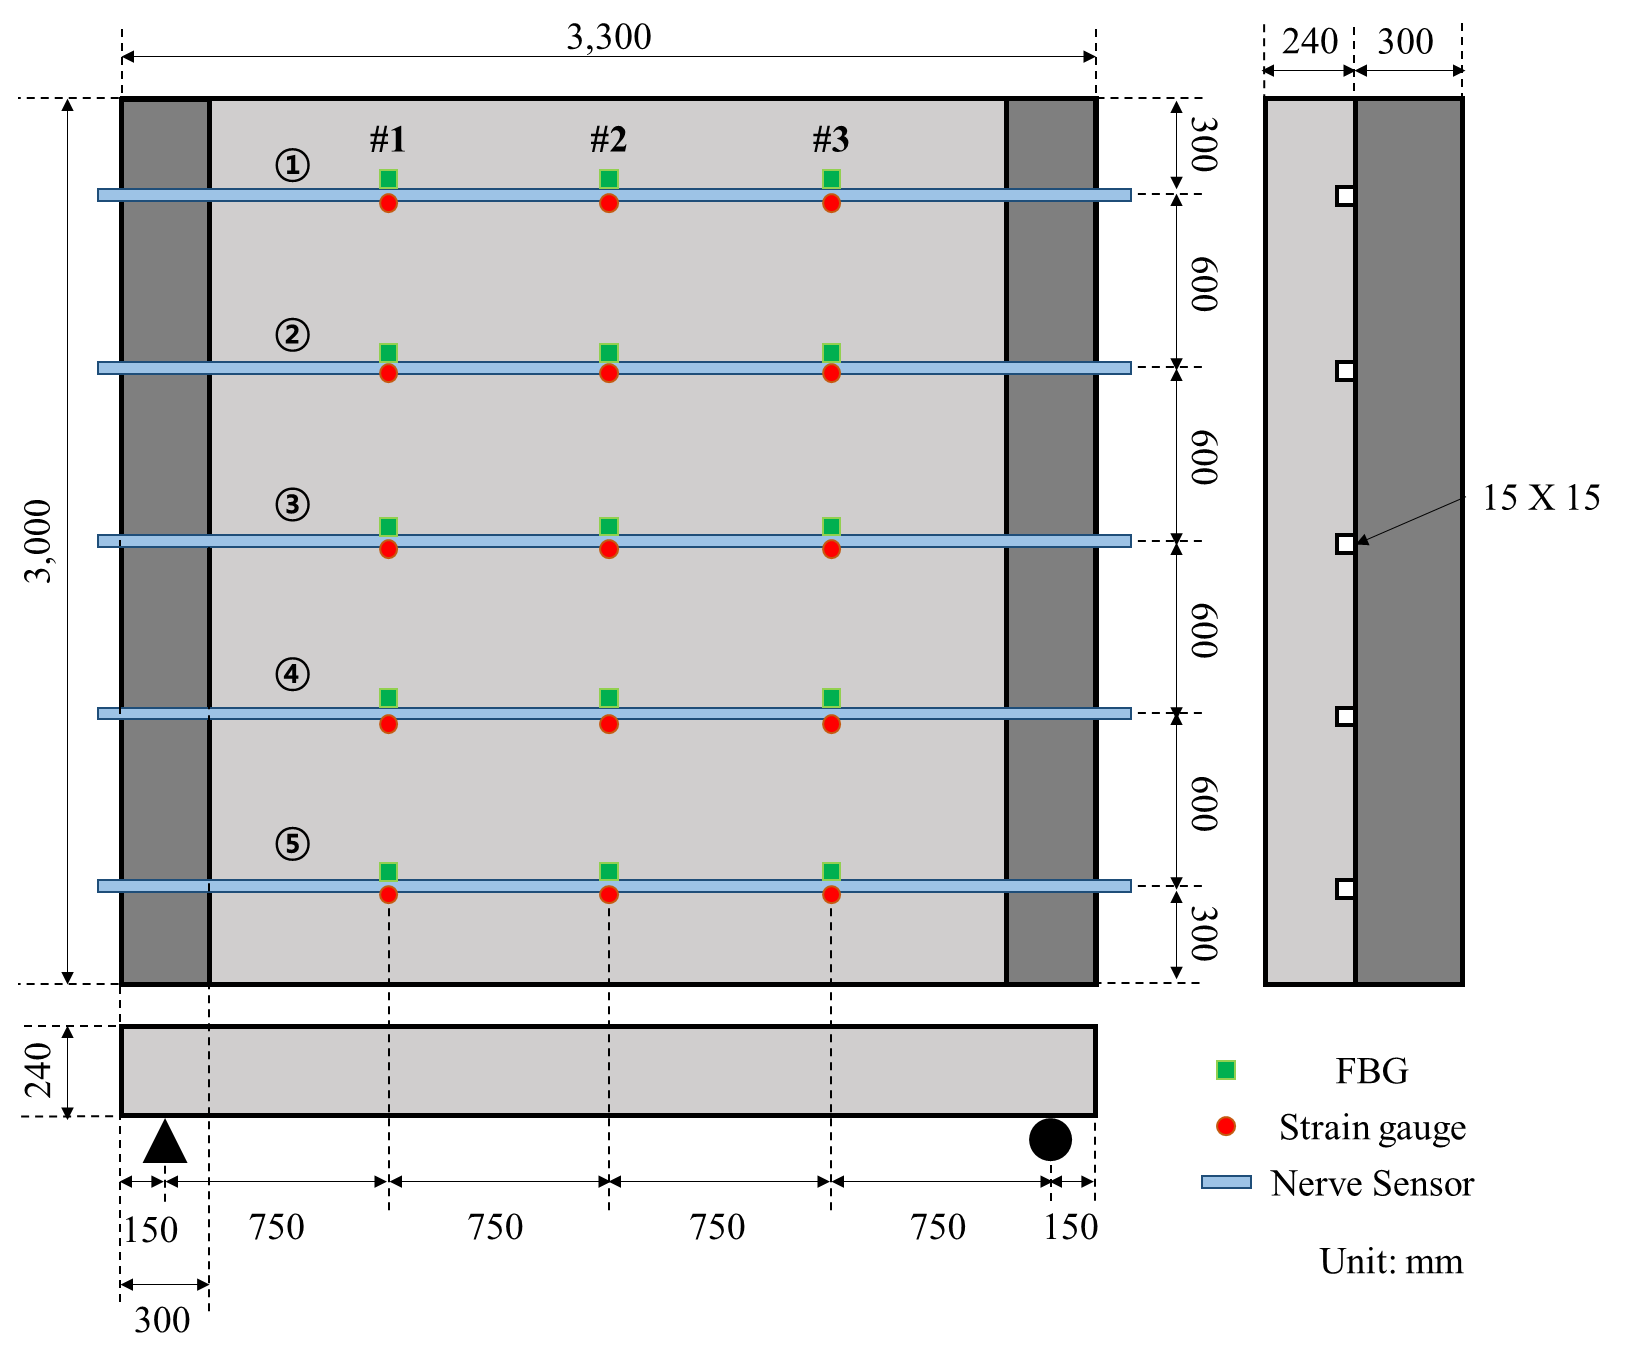 3,300
240 300
#1 #2 #3
①
300
600
②
600
③
3,000
15 X 15
600
④
600
⑤
300
240
FBG
Strain gauge
Nerve Sensor
150 750 750 750 750 150
Unit: mm
300